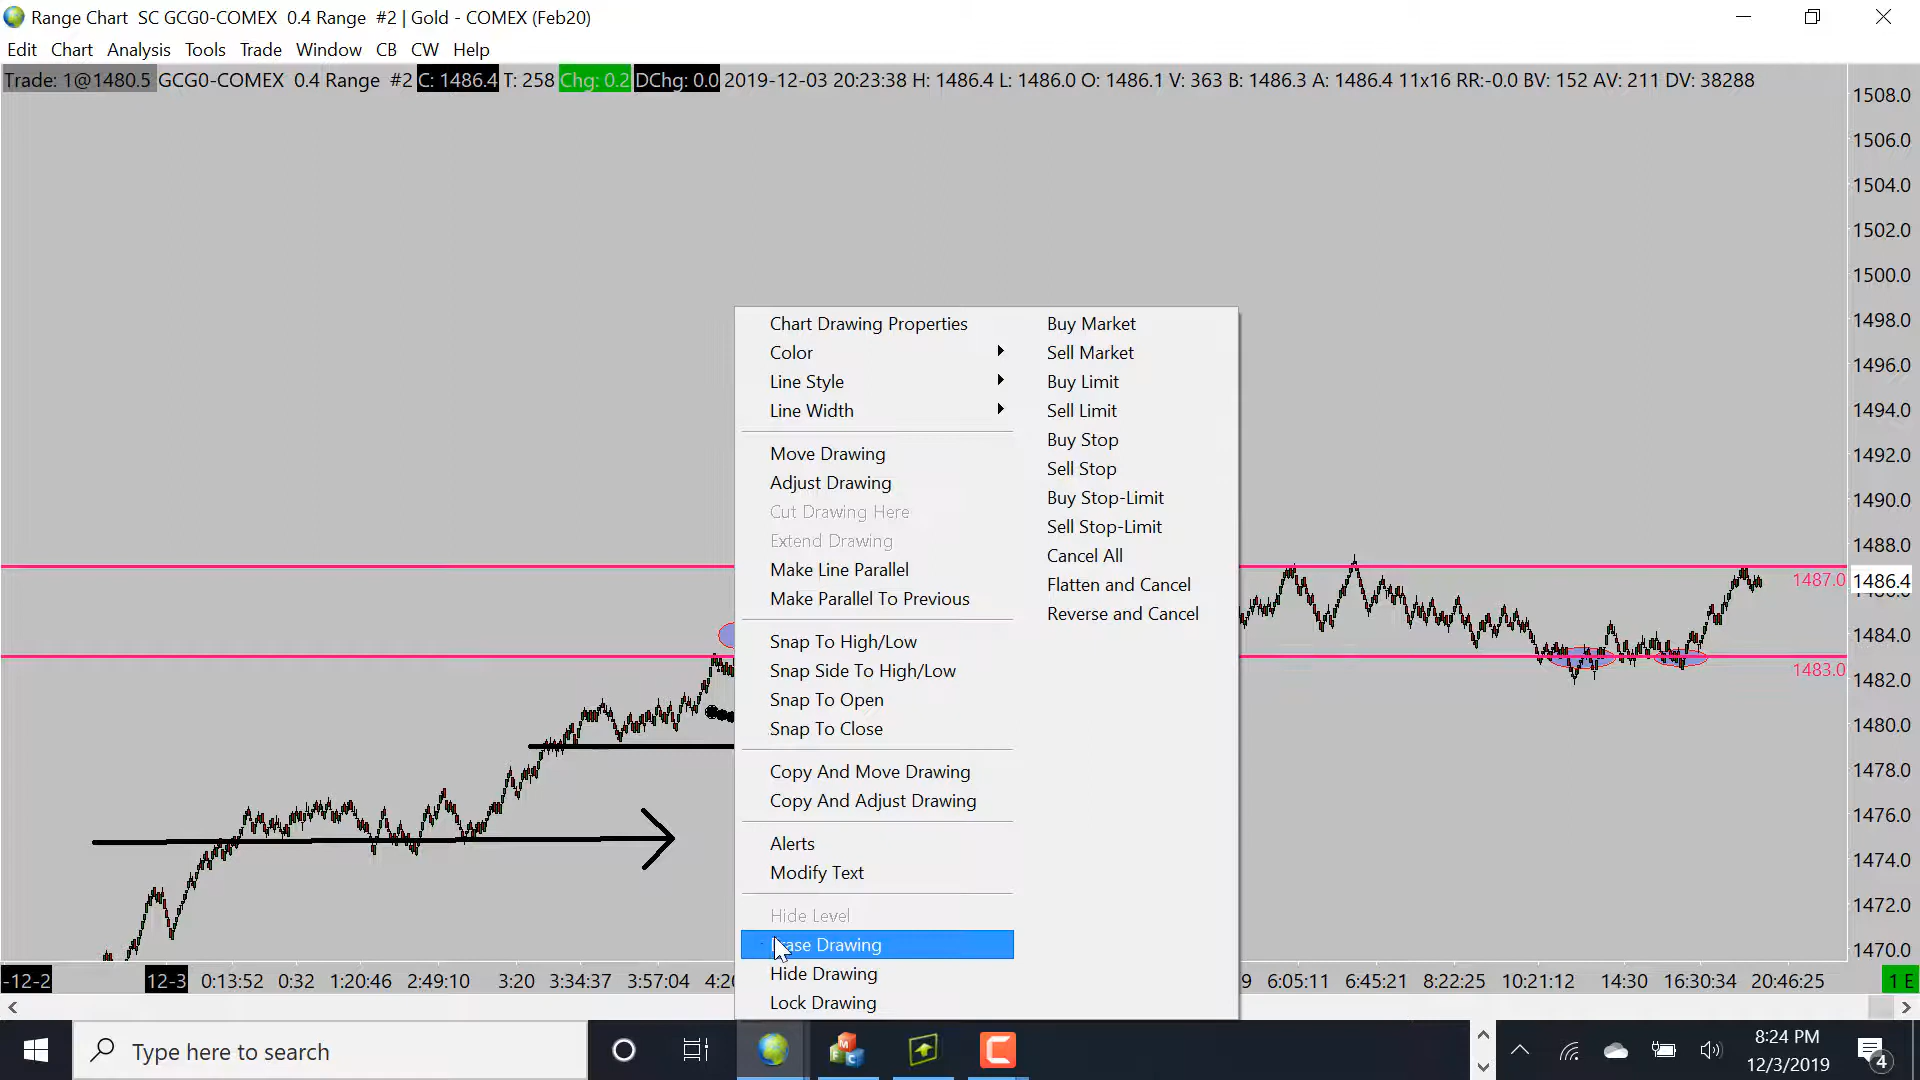 Range Chart SC GCG0-COMEX 0.4 Range #2 | Gold - COMEX (Feb20)
Edit Chart Analysis Tools Trade Window CB CW Help
Trade: 1@1480.5 GCG0-COMEX 0.4 Range #2 C: 1486.4 T: 258 Chg: 0.2 DChg: 0.0 2019-12-03 20:23:38 H: 1486.4 L: 1486.0 O: 1486.1 V: 363 B: 1486.3 A: 1486.4 11x16 RR:-0.0 BV: 152 AV: 211 DV: 38288
1508.0
1506.0
1504.0
1502.0
1500.0
1498.0
1496.0
1494.0
1492.0
1490.0
1488.0
1487.0
1486.4
1484.0
1483.0
1482.0
1480.0
1478.0
1476.0
1474.0
1472.0
1470.0
Chart Drawing Properties
Color
Line Style
Line Width
Move Drawing
Adjust Drawing
Cut Drawing Here
Extend Drawing
Make Line Parallel
Make Parallel To Previous
Snap To High/Low
Snap Side To High/Low
Snap To Open
Snap To Close
Copy And Move Drawing
Copy And Adjust Drawing
Alerts
Modify Text
Hide Level
Erase Drawing
Hide Drawing
Lock Drawing
Buy Market
Sell Market
Buy Limit
Sell Limit
Buy Stop
Sell Stop
Buy Stop-Limit
Sell Stop-Limit
Cancel All
Flatten and Cancel
Reverse and Cancel
-12-2 12-3 0:13:52 0:32 1:20:46 2:49:10 3:20 3:34:37 3:57:04 4:20 9 6:05:11 6:45:21 8:22:25 10:21:12 14:30 16:30:34 20:46:25 1 E
Type here to search
8:24 PM
12/3/2019
4